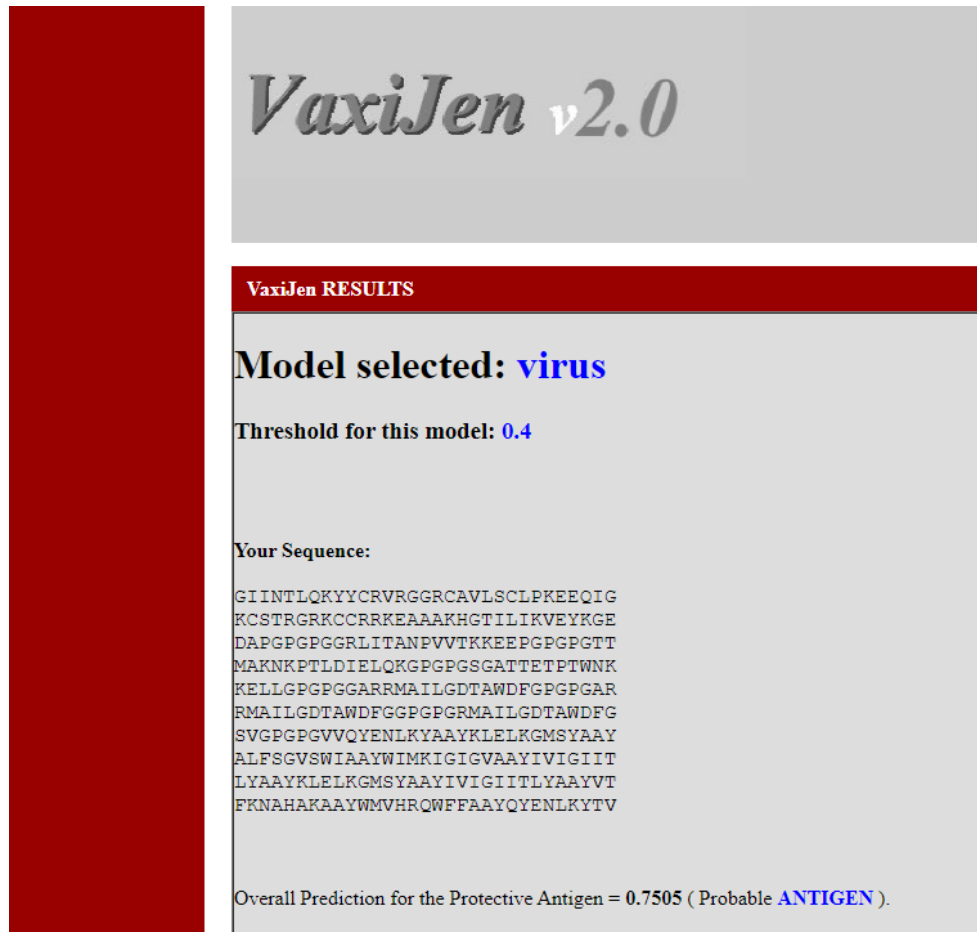 VaxiJen v2.0
VaxiJen RESULTS
Model selected: virus
Threshold for this model: 0.4
Your Sequence:
GIINTLQKYYCRVRGGRCAVLSCLPKEEQIG
KCSTRGRKCCRRKEAAAKHGTILIKVEYKGE
DAPGPGPGGRLITANPVVTKKEEPGPGPGTT
MAKNKPTLDIELQKGPGPGSGATTETPTWNK
KELLGPGPGGARRMAILGDTAWDFGPGPGAR
RMAILGDTAWDFGGPGPGRMAILGDTAWDFG
SVGPGPGVVQYENLKYAAYKLELKGMSYAAY
ALFSGVSWIAAYWIMKIGIGVAAYIVIGIIT
LYAAYKLELKGMSYAAYIVIGIITLYAAYVT
FKNAHAKAAYWMVHRQWFFAAYQYENLKYTV
Overall Prediction for the Protective Antigen = 0.7505 ( Probable ANTIGEN ).